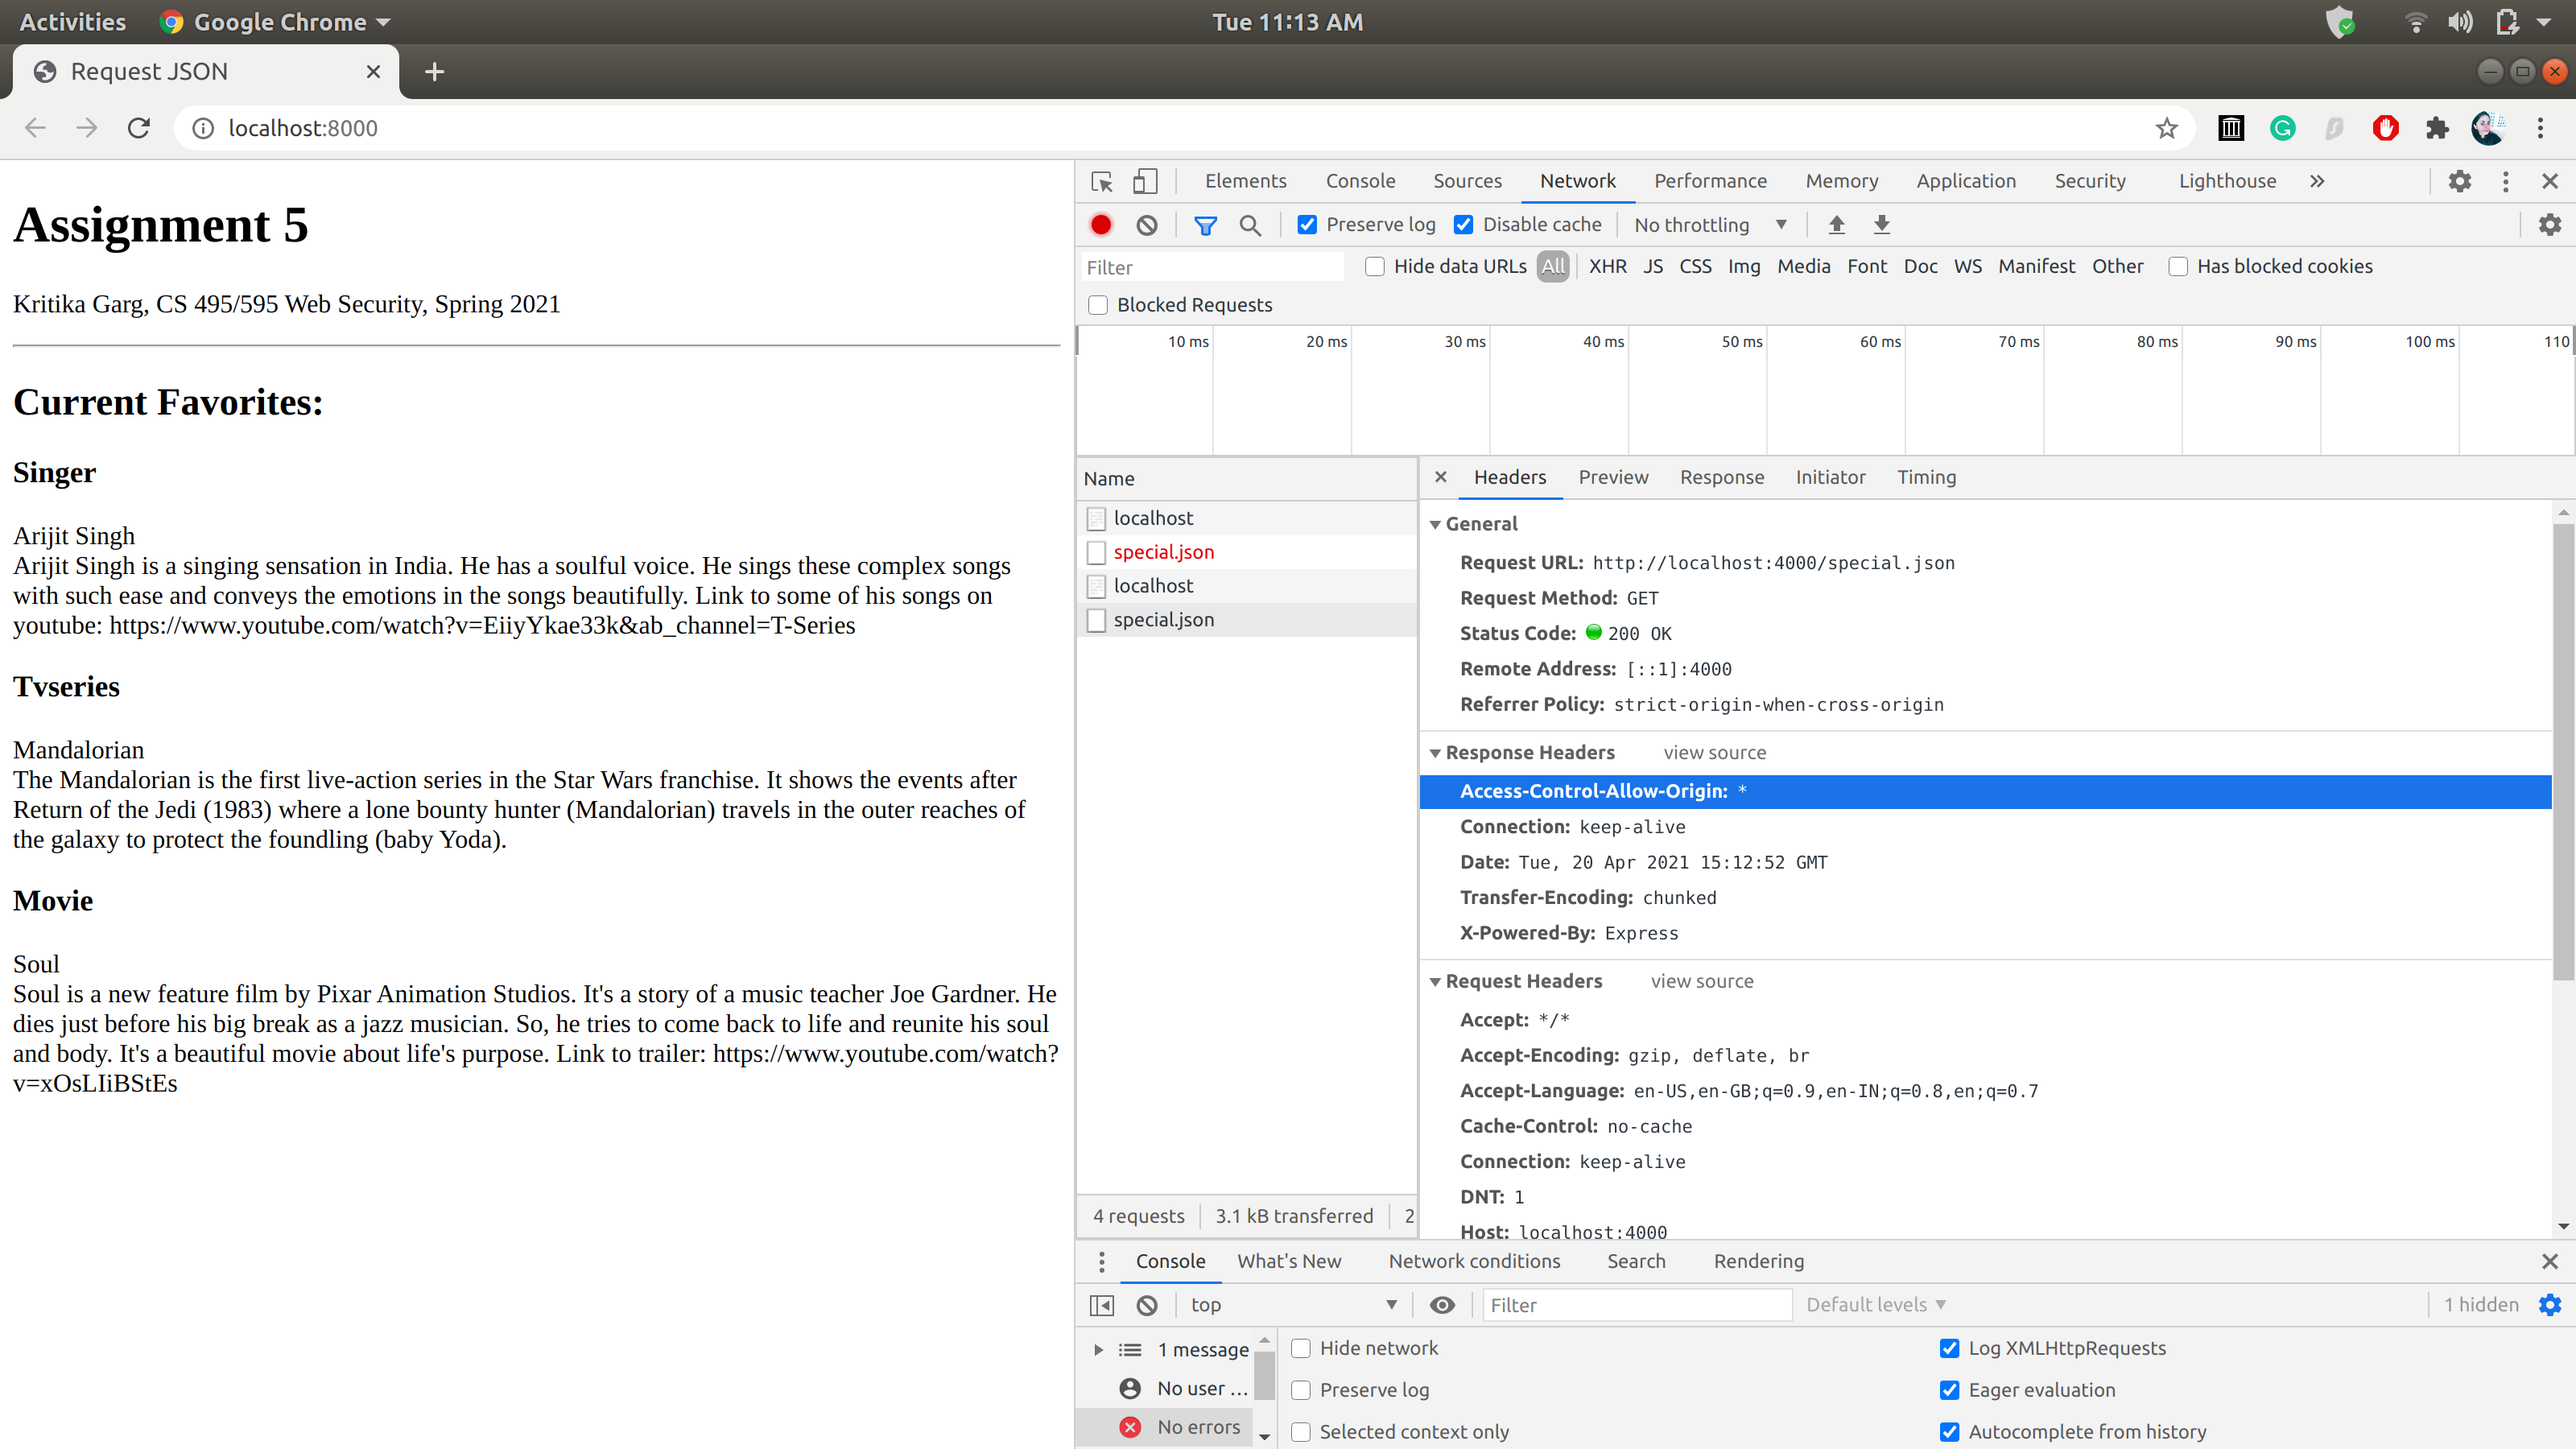 Activities Google Chrome Tue 11:13 AM
Request JSON
localhost:8000
Assignment 5
Kritika Garg, CS 495/595 Web Security, Spring 2021
Current Favorites:
Singer
Arijit Singh
Arijit Singh is a singing sensation in India. He has a soulful voice. He sings these complex songs
with such ease and conveys the emotions in the songs beautifully. Link to some of his songs on
youtube: https://www.youtube.com/watch?v=EiiyYkae33k&ab_channel=T-Series
Tvseries
Mandalorian
The Mandalorian is the first live-action series in the Star Wars franchise. It shows the events after
Return of the Jedi (1983) where a lone bounty hunter (Mandalorian) travels in the outer reaches of
the galaxy to protect the foundling (baby Yoda).
Movie
Soul
Soul is a new feature film by Pixar Animation Studios. It's a story of a music teacher Joe Gardner. He
dies just before his big break as a jazz musician. So, he tries to come back to life and reunite his soul
and body. It's a beautiful movie about life's purpose. Link to trailer: https://www.youtube.com/watch?
v=xOsLIiBStEs
Elements Console Sources Network Performance Memory Application Security Lighthouse
Preserve log Disable cache No throttling
Filter Hide data URLs All XHR JS CSS Img Media Font Doc WS Manifest Other Has blocked cookies
Blocked Requests
10 ms 20 ms 30 ms 40 ms 50 ms 60 ms 70 ms 80 ms 90 ms 100 ms 110
Name
localhost
special.json
localhost
special.json
4 requests 3.1 kB transferred 2
Headers Preview Response Initiator Timing
General
Request URL: http://localhost:4000/special.json
Request Method: GET
Status Code: 200 OK
Remote Address: [::1]:4000
Referrer Policy: strict-origin-when-cross-origin
Response Headers view source
Access-Control-Allow-Origin: *
Connection: keep-alive
Date: Tue, 20 Apr 2021 15:12:52 GMT
Transfer-Encoding: chunked
X-Powered-By: Express
Request Headers view source
Accept: */*
Accept-Encoding: gzip, deflate, br
Accept-Language: en-US,en-GB;q=0.9,en-IN;q=0.8,en;q=0.7
Cache-Control: no-cache
Connection: keep-alive
DNT: 1
Host: localhost:4000
Console What's New Network conditions Search Rendering
top Filter Default levels 1 hidden
1 message
No user ...
No errors
Hide network Log XMLHttpRequests
Preserve log Eager evaluation
Selected context only Autocomplete from history